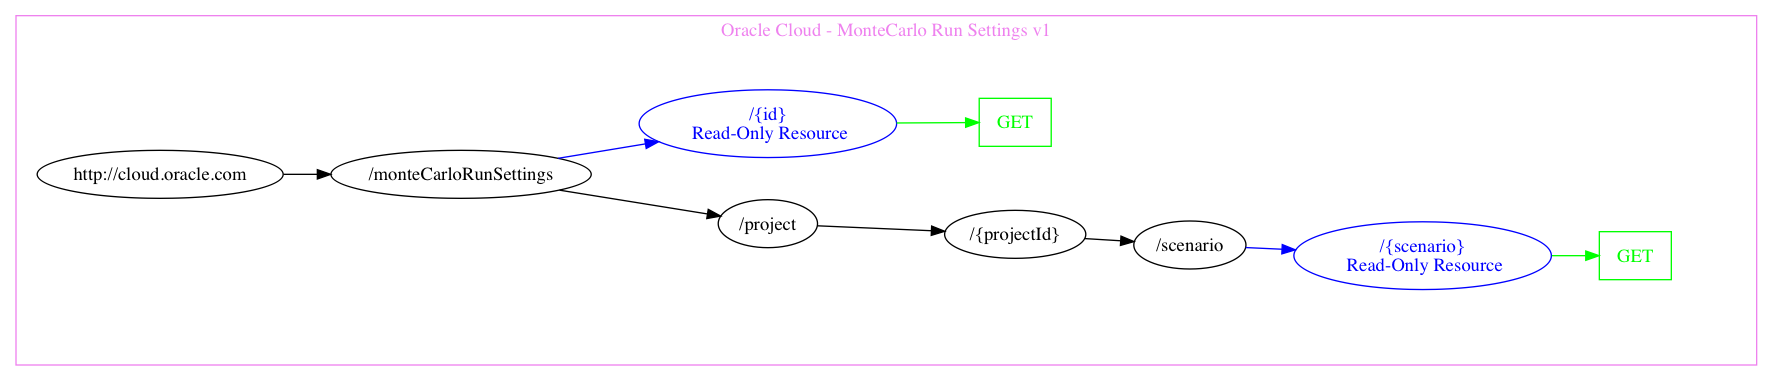 Oracle Cloud - MonteCarlo Run Settings v1
/{id}
Read-Only Resource
GET
http://cloud.oracle.com
/monteCarloRunSettings
/project
/{projectId}
/scenario
/{scenario}
Read-Only Resource
GET